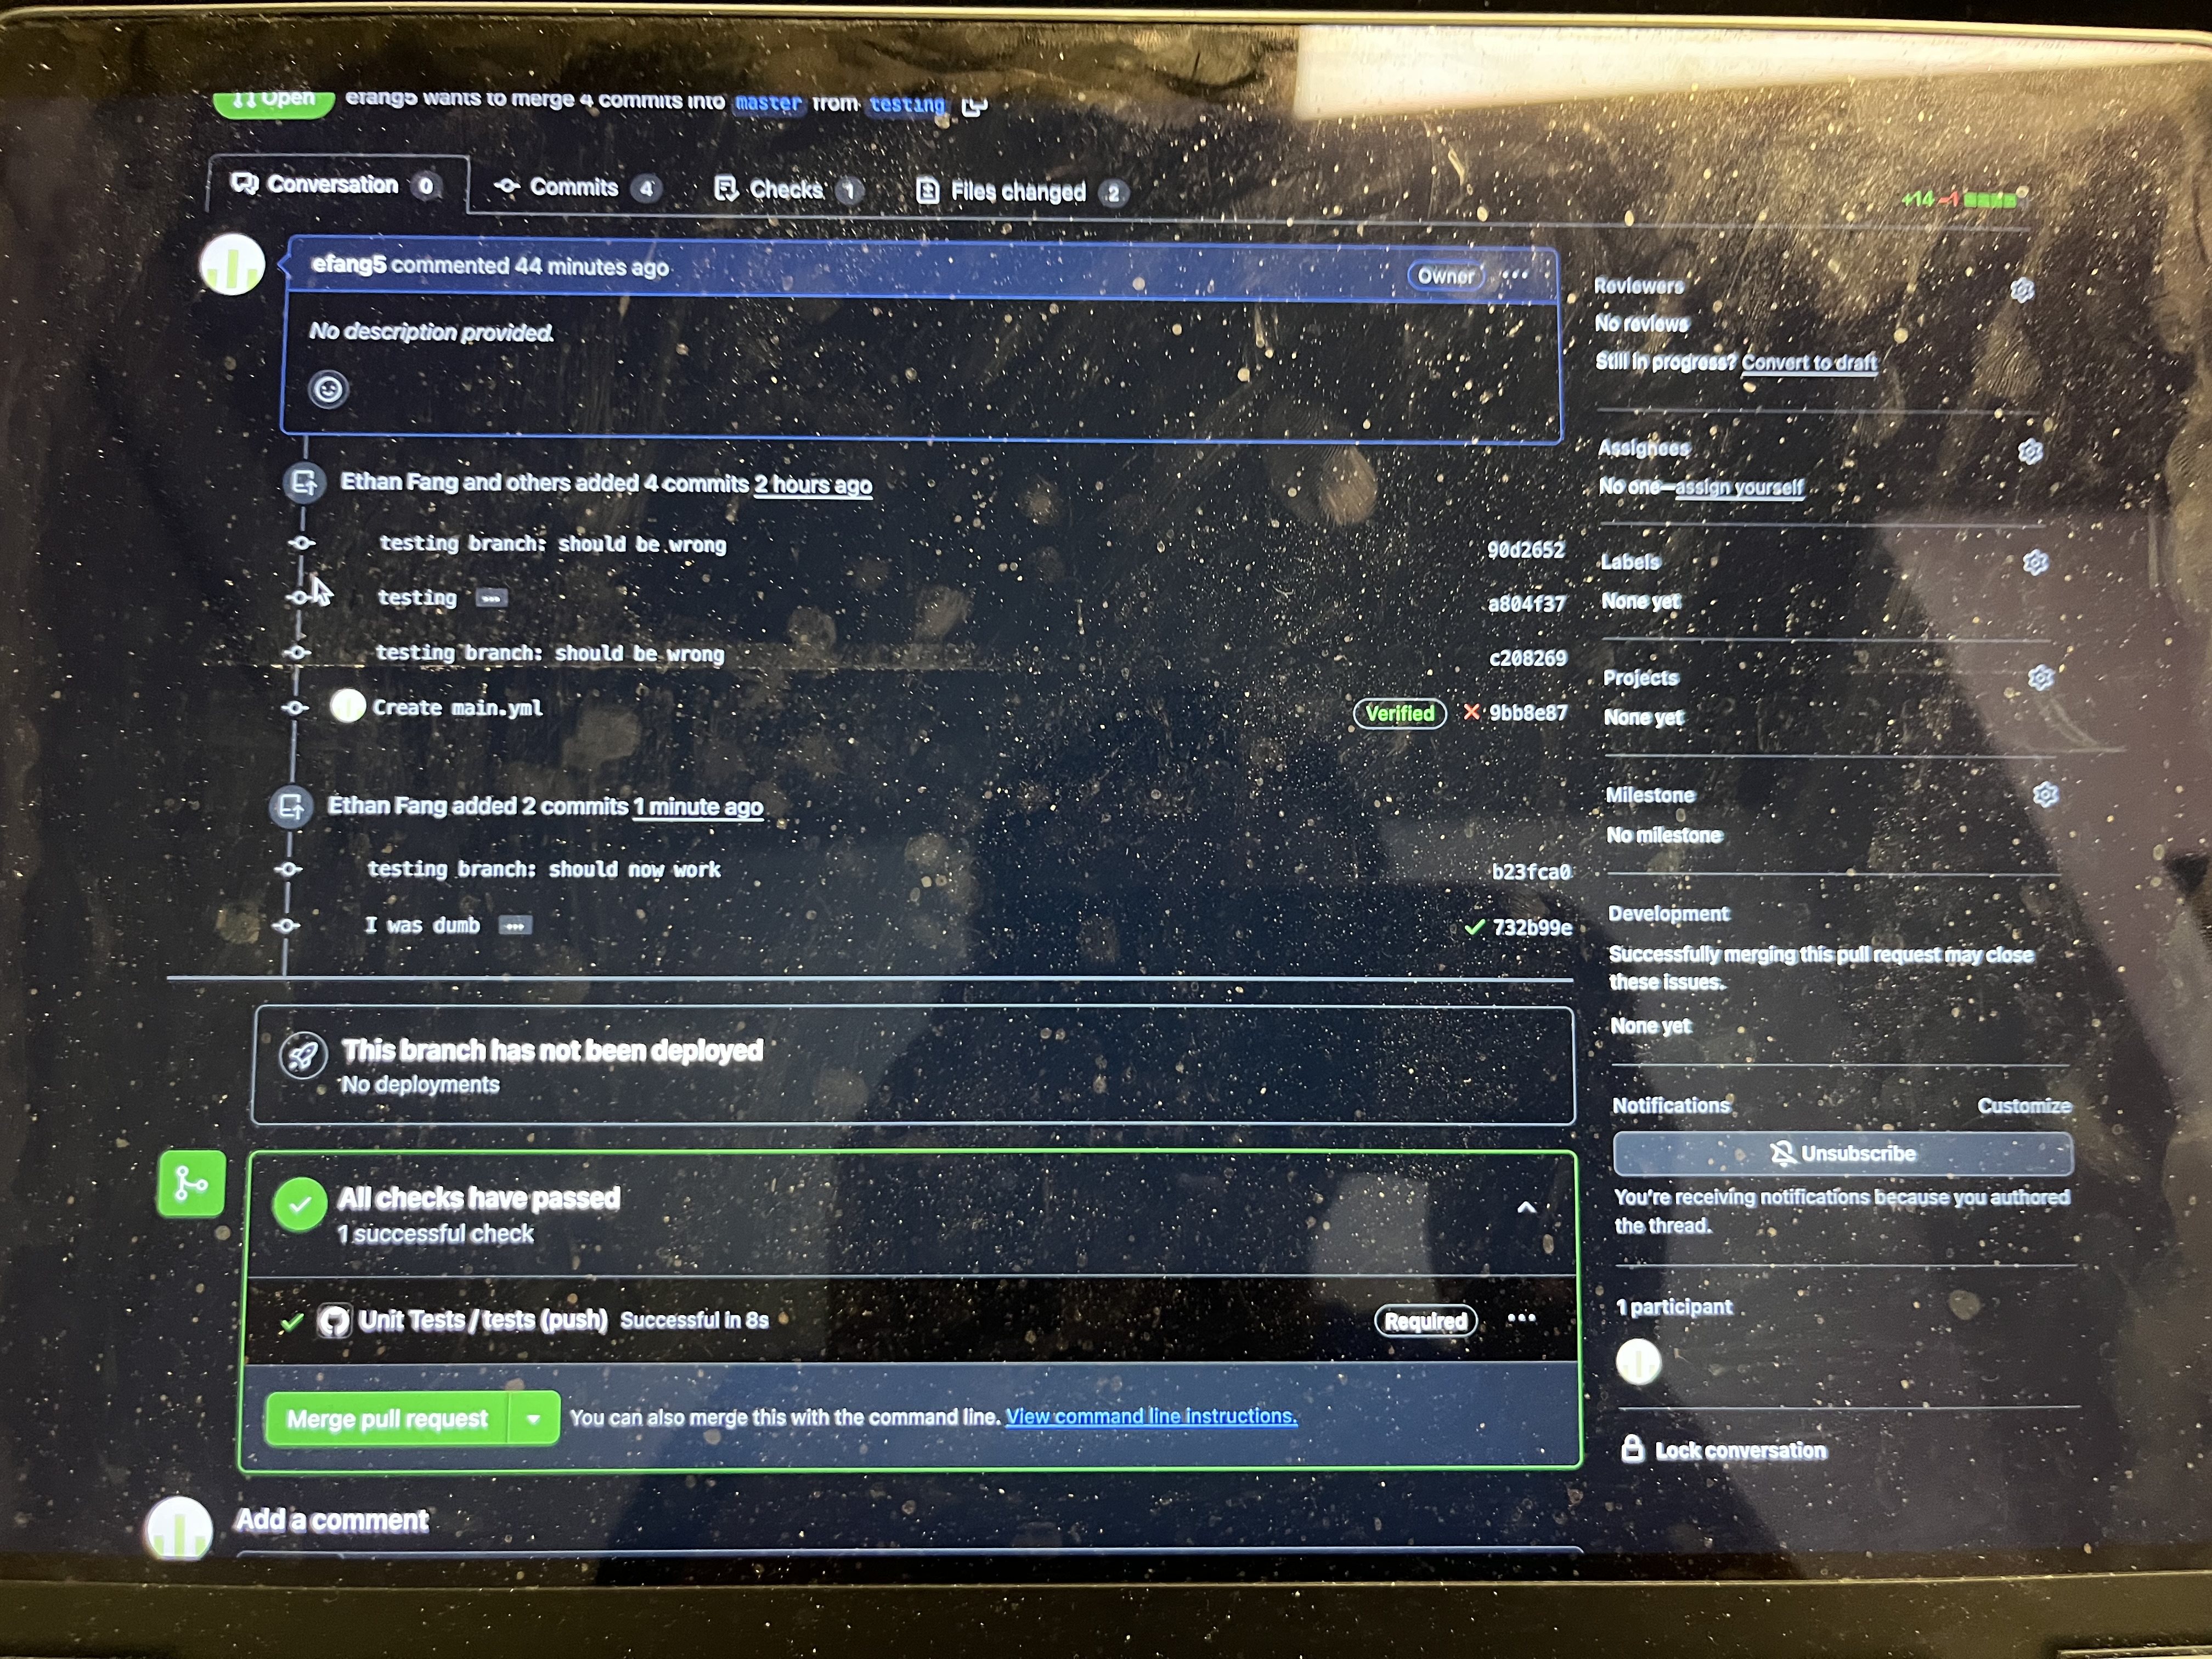 Open efang5 wants to merge 4 commits into master from testing
Conversation 0 Commits 4 Checks 1 Files changed 2
+14 −1
efang5 commented 44 minutes ago Owner
No description provided.
Ethan Fang and others added 4 commits 2 hours ago
testing branch: should be wrong 90d2652
testing a804f37
testing branch: should be wrong c208269
Create main.yml Verified 9bb8e87
Ethan Fang added 2 commits 1 minute ago
testing branch: should now work b23fca0
I was dumb 732b99e
This branch has not been deployed
No deployments
All checks have passed
1 successful check
Unit Tests / tests (push) Successful in 8s Required
Merge pull request You can also merge this with the command line. View command line instructions.
Add a comment
Reviewers
No reviews
Still in progress? Convert to draft
Assignees
No one—assign yourself
Labels
None yet
Projects
None yet
Milestone
No milestone
Development
Successfully merging this pull request may close
these issues.
None yet
Notifications Customize
Unsubscribe
You're receiving notifications because you authored
the thread.
1 participant
Lock conversation